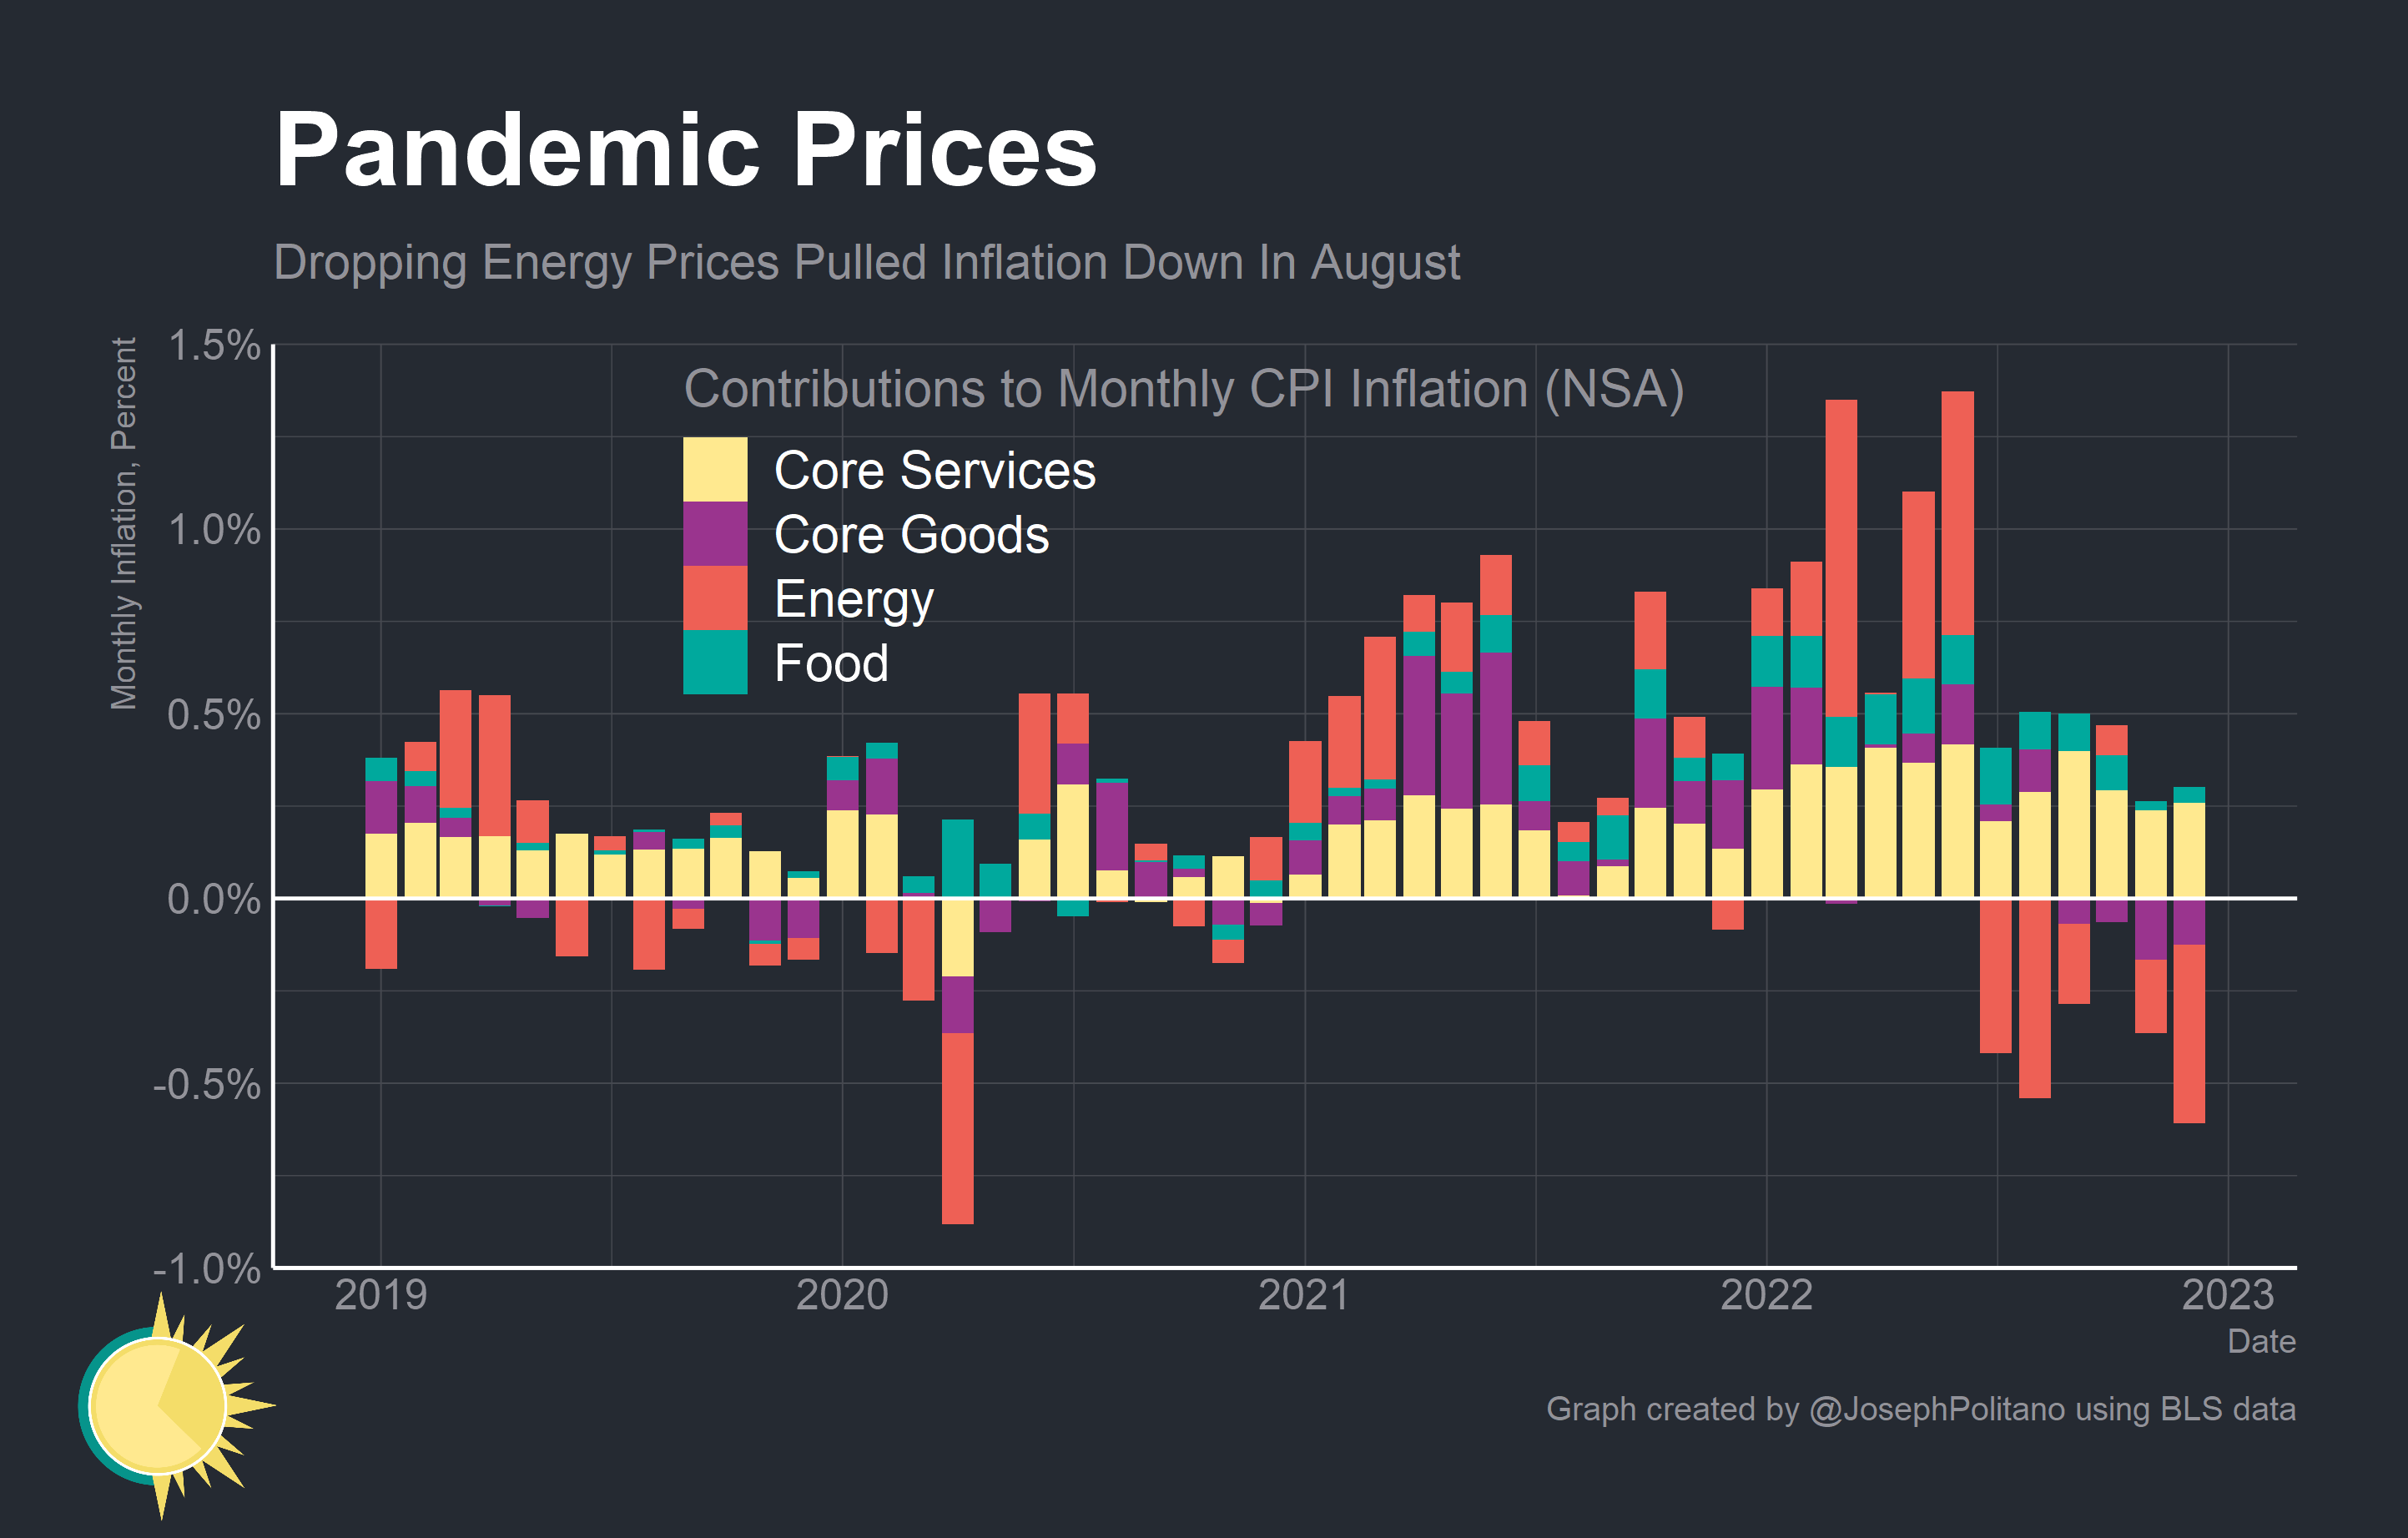 Pandemic Prices
Dropping Energy Prices Pulled Inflation Down In August
Monthly Inflation, Percent
1.5%
1.0%
0.5%
0.0%
-0.5%
-1.0%
Contributions to Monthly CPI Inflation (NSA)
Core Services
Core Goods
Energy
Food
2019 2020 2021 2022 2023
Date
Graph created by @JosephPolitano using BLS data